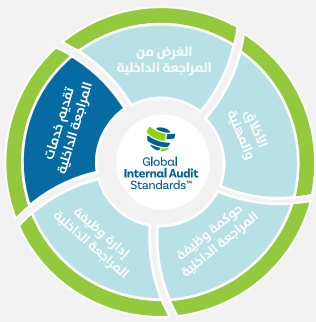 الغرض من
المراجعة الداخلية
الأخلاق
والمهنية
حوكمة وظيفة
المراجعة الداخلية
إدارة وظيفة
المراجعة الداخلية
تقديم خدمات
المراجعة الداخلية
Global
Internal Audit
Standards™